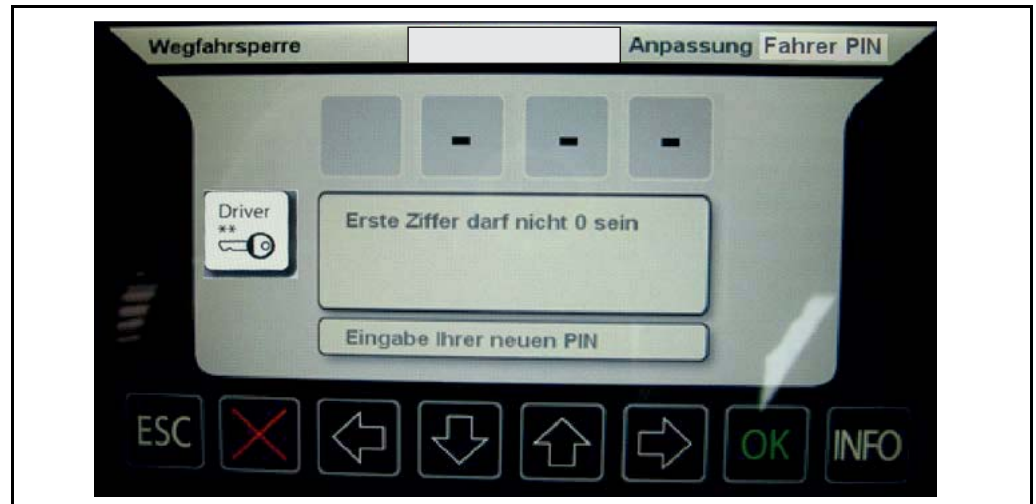 Wegfahrsperre Anpassung Fahrer PIN
- - -
Driver
**
Erste Ziffer darf nicht 0 sein
Eingabe Ihrer neuen PIN
ESC OK INFO